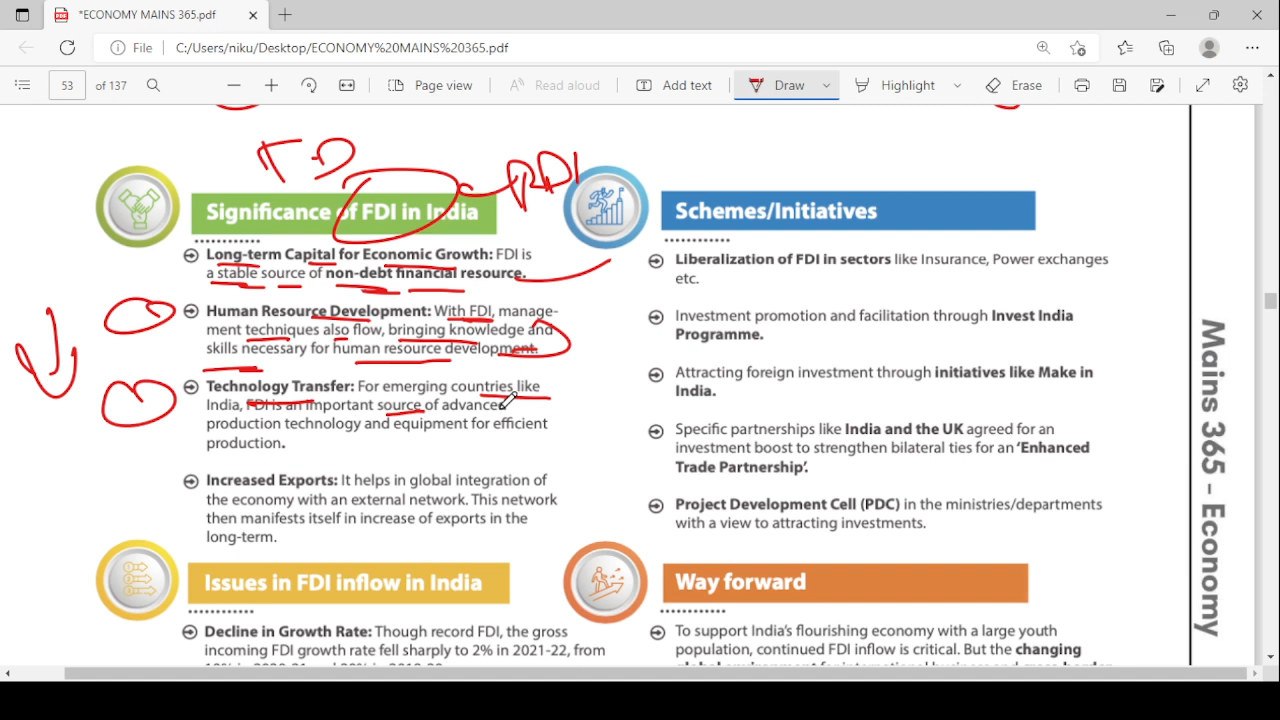 *ECONOMY MAINS 365.pdf
File
C:/Users/niku/Desktop/ECONOMY%20MAINS%20365.pdf
53 of 137
Page view
Read aloud
Add text
Draw
Highlight
Erase
FD
FDI
Significance of FDI in India
Long-term Capital for Economic Growth: FDI is
a stable source of non-debt financial resource.
Human Resource Development: With FDI, manage-
ment techniques also flow, bringing knowledge and
skills necessary for human resource development.
Technology Transfer: For emerging countries like
India, FDI is an important source of advanced
production technology and equipment for efficient
production.
Increased Exports: It helps in global integration of
the economy with an external network. This network
then manifests itself in increase of exports in the
long-term.
Issues in FDI inflow in India
Decline in Growth Rate: Though record FDI, the gross
incoming FDI growth rate fell sharply to 2% in 2021-22, from
Schemes/Initiatives
Liberalization of FDI in sectors like Insurance, Power exchanges
etc.
Investment promotion and facilitation through Invest India
Programme.
Attracting foreign investment through initiatives like Make in
India.
Specific partnerships like India and the UK agreed for an
investment boost to strengthen bilateral ties for an ‘Enhanced
Trade Partnership’.
Project Development Cell (PDC) in the ministries/departments
with a view to attracting investments.
Way forward
To support India’s flourishing economy with a large youth
population, continued FDI inflow is critical. But the changing
Mains 365 – Economy